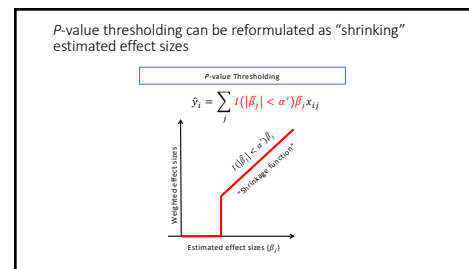 P-value thresholding can be reformulated as “shrinking”
estimated effect sizes
P-value Thresholding
ŷᵢ = ∑ⱼ I(|β̂ⱼ| < α′)β̂ⱼxᵢⱼ
Weighted effect sizes
I(|β̂ⱼ| < α′)β̂ⱼ
"Shrinkage function"
Estimated effect sizes (βⱼ)